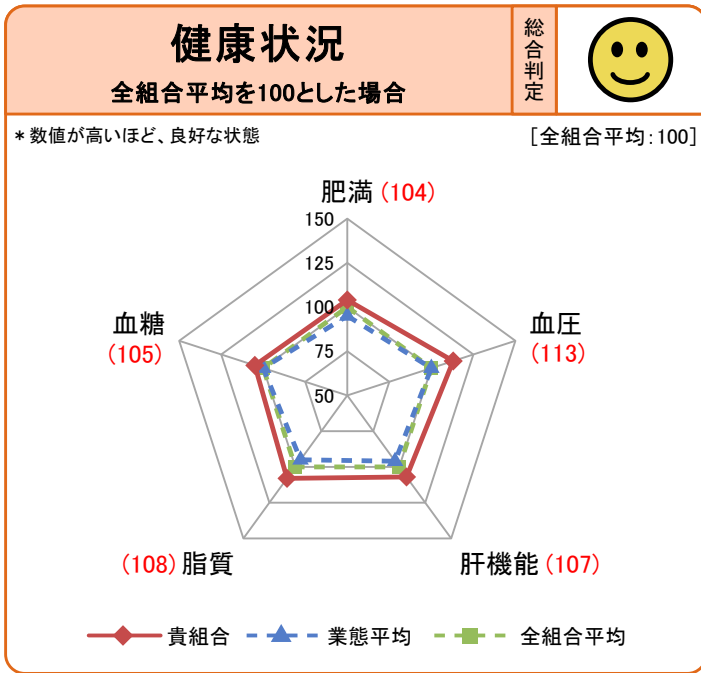 健康状況
全組合平均を100とした場合
総合判定
*数値が高いほど、良好な状態
[全組合平均:100]
肥満(104)
150
125
100
75
50
血糖
(105)
血圧
(113)
(108)脂質
肝機能(107)
貴組合
業態平均
全組合平均